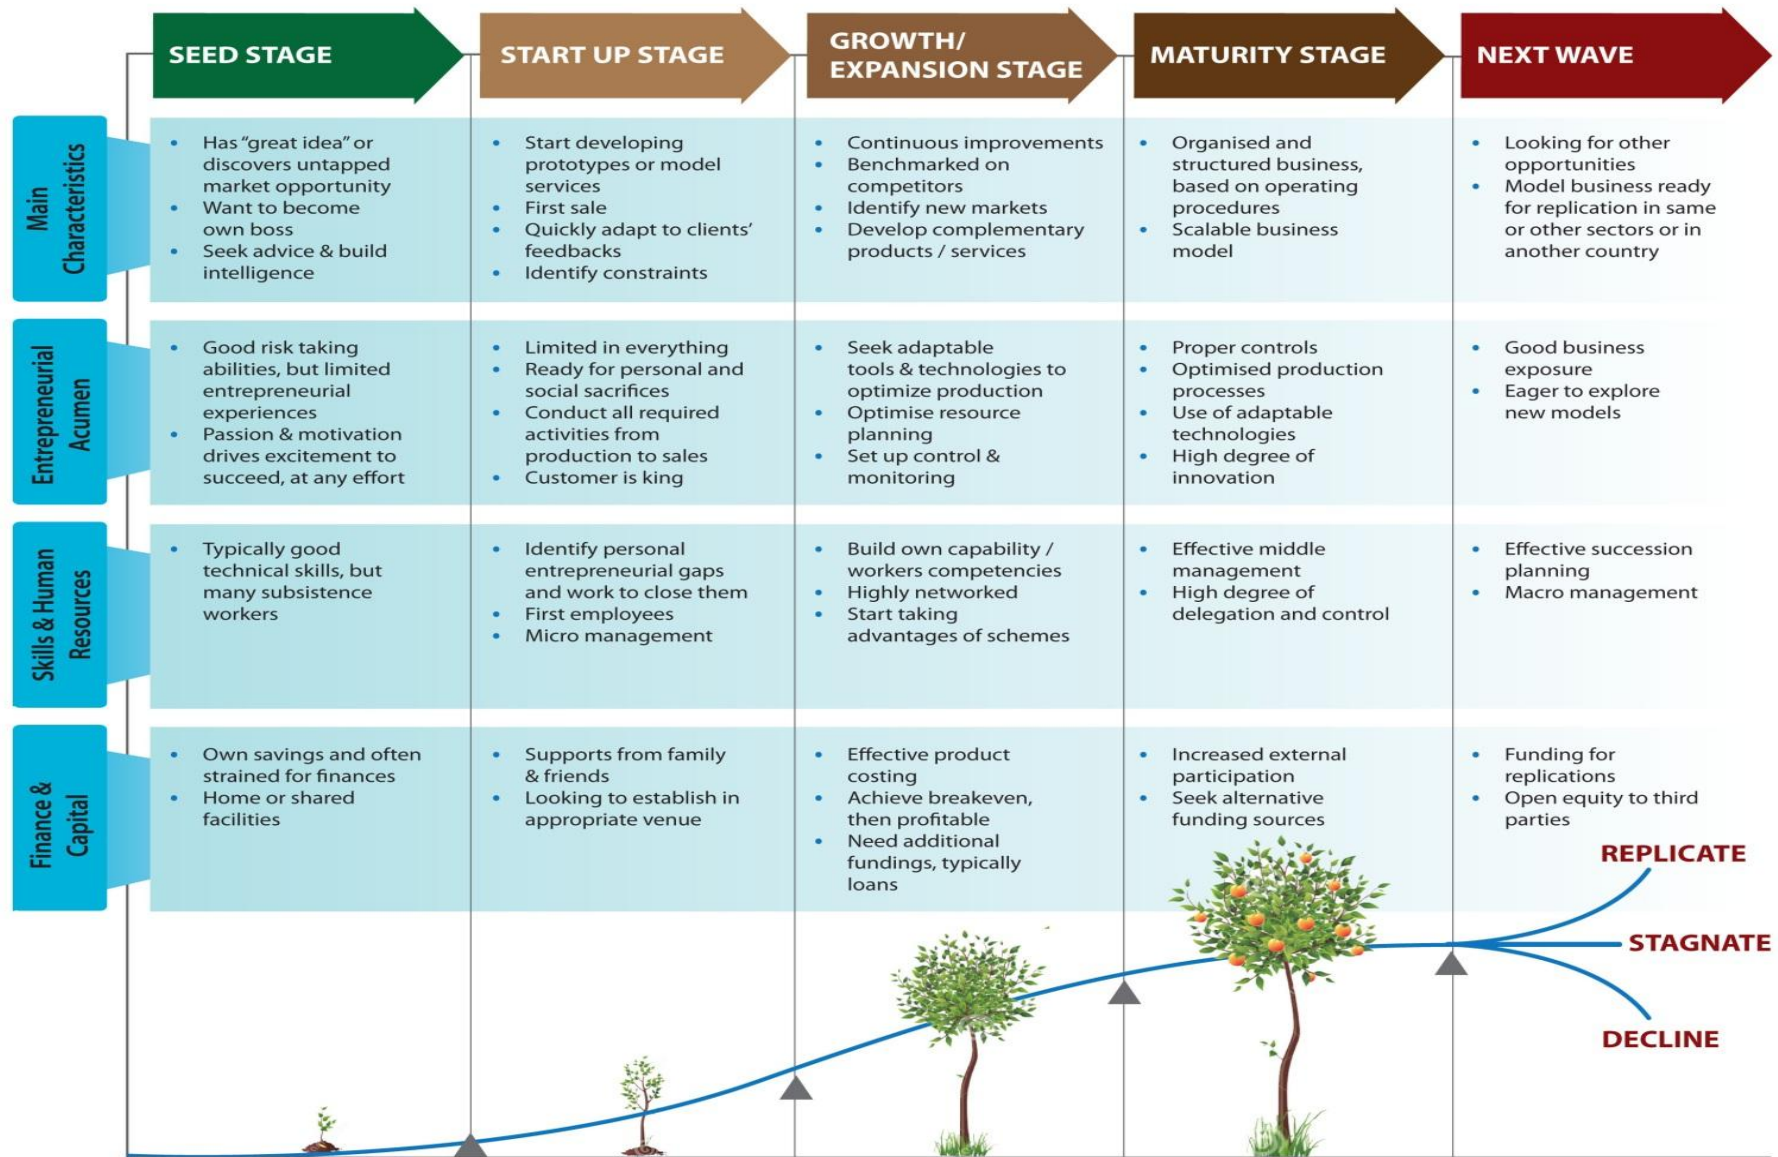 SEED STAGE
START UP STAGE
GROWTH/
EXPANSION STAGE
MATURITY STAGE
NEXT WAVE
Main
Characteristics
• Has “great idea” or
discovers untapped
market opportunity
• Want to become
own boss
• Seek advice & build
intelligence
• Start developing
prototypes or model
services
• First sale
• Quickly adapt to clients’
feedbacks
• Identify constraints
• Continuous improvements
• Benchmarked on
competitors
• Identify new markets
• Develop complementary
products / services
• Organised and
structured business,
based on operating
procedures
• Scalable business
model
• Looking for other
opportunities
• Model business ready
for replication in same
or other sectors or in
another country
Entrepreneurial
Acumen
• Good risk taking
abilities, but limited
entrepreneurial
experiences
• Passion & motivation
drives excitement to
succeed, at any effort
• Limited in everything
• Ready for personal and
social sacrifices
• Conduct all required
activities from
production to sales
• Customer is king
• Seek adaptable
tools & technologies to
optimize production
• Optimise resource
planning
• Set up control &
monitoring
• Proper controls
• Optimised production
processes
• Use of adaptable
technologies
• High degree of
innovation
• Good business
exposure
• Eager to explore
new models
Skills & Human
Resources
• Typically good
technical skills, but
many subsistence
workers
• Identify personal
entrepreneurial gaps
and work to close them
• First employees
• Micro management
• Build own capability /
workers competencies
• Highly networked
• Start taking
advantages of schemes
• Effective middle
management
• High degree of
delegation and control
• Effective succession
planning
• Macro management
Finance &
Capital
• Own savings and often
strained for finances
• Home or shared
facilities
• Supports from family
& friends
• Looking to establish in
appropriate venue
• Effective product
costing
• Achieve breakeven,
then profitable
• Need additional
fundings, typically
loans
• Increased external
participation
• Seek alternative
funding sources
• Funding for
replications
• Open equity to third
parties
REPLICATE
STAGNATE
DECLINE